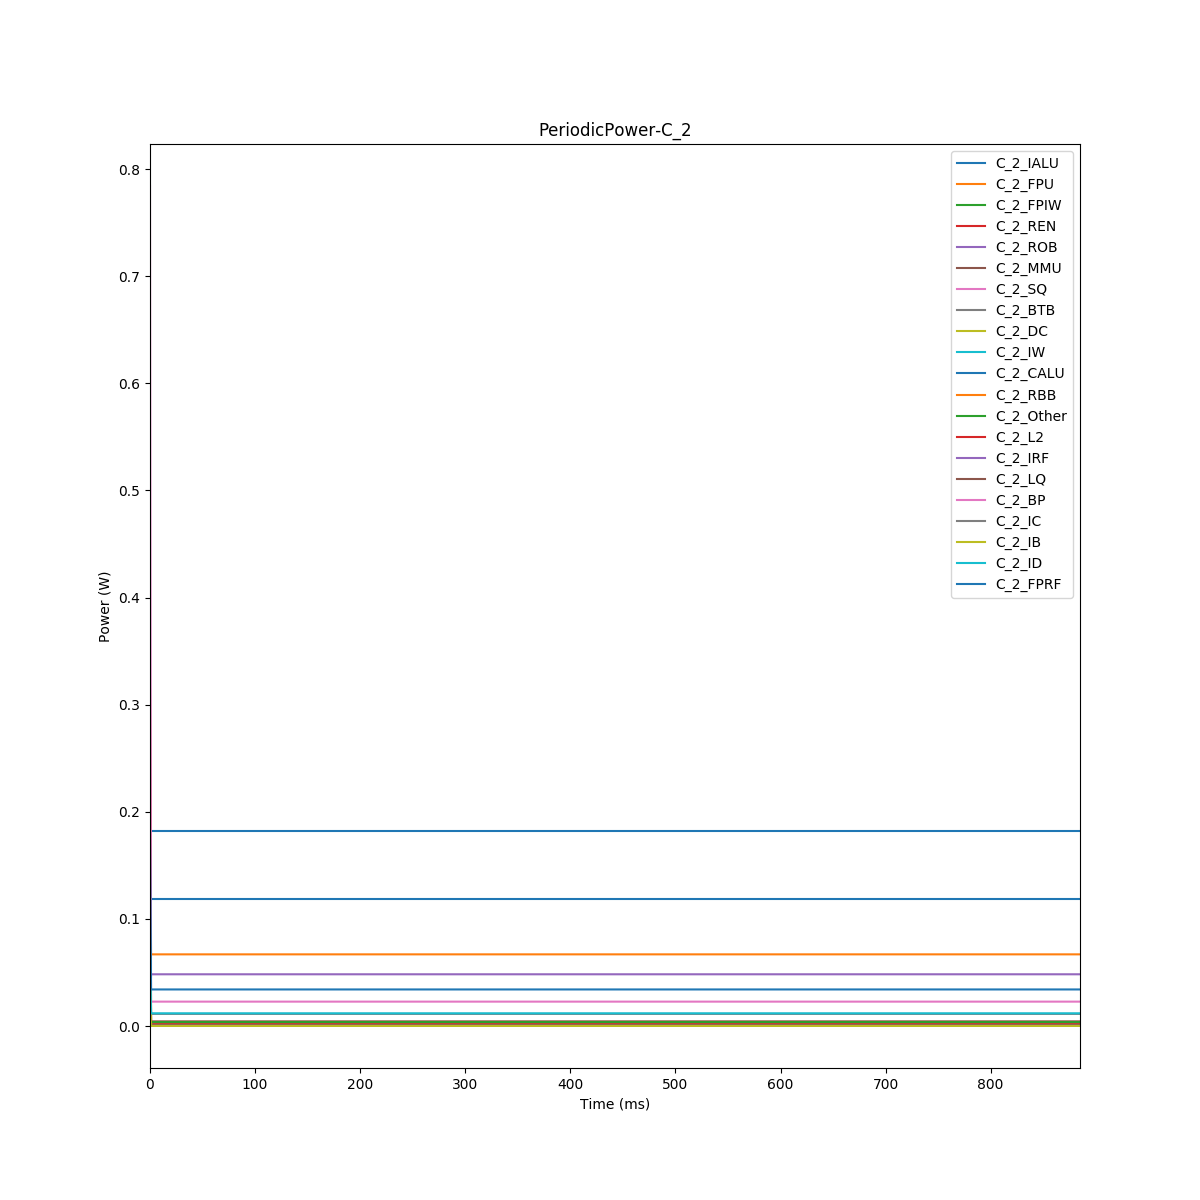 PeriodicPower-C_2
0.8
0.7
0.6
0.5
0.4
0.3
0.2
0.1
0.0
Power (W)
C_2_IALU
C_2_FPU
C_2_FPIW
C_2_REN
C_2_ROB
C_2_MMU
C_2_SQ
C_2_BTB
C_2_DC
C_2_IW
C_2_CALU
C_2_RBB
C_2_Other
C_2_L2
C_2_IRF
C_2_LQ
C_2_BP
C_2_IC
C_2_IB
C_2_ID
C_2_FPRF
0 100 200 300 400 500 600 700 800
Time (ms)